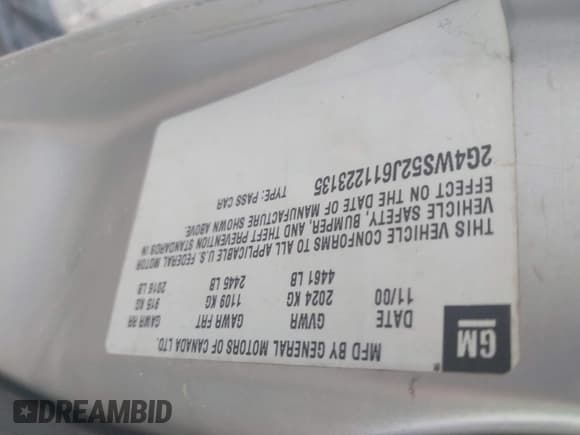 GM
MFD BY GENERAL MOTORS OF CANADA LTD.
DATE GVWR GAWR FRT GAWR RR
11/00 2024 KG 1109 KG 915 KG
4461 LB 2445 LB 2016 LB
THIS VEHICLE CONFORMS TO ALL APPLICABLE U.S. FEDERAL MOTOR
VEHICLE SAFETY, BUMPER, AND THEFT PREVENTION STANDARDS IN
EFFECT ON THE DATE OF MANUFACTURE SHOWN ABOVE.
2G4WS52J611223135 TYPE: PASS CAR
DREAMBID